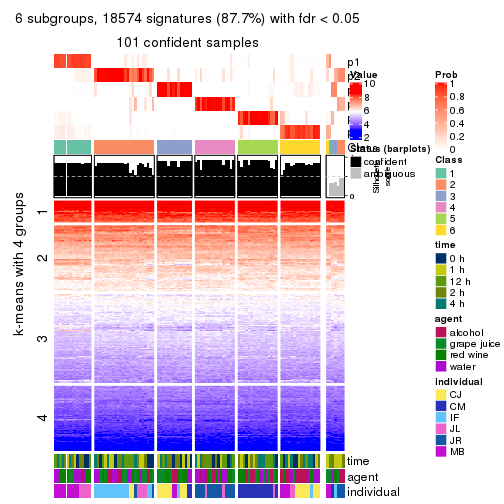 6 subgroups, 18574 signatures (87.7%) with fdr < 0.05
101 confident samples
p1
k-means with 4 groups
1
2
3
4
time
agent
individual
Value
10
8
6
4
2
Status (barplots)
confident
ambiguous
Silhouette
score
0
Prob
1
0.8
0.6
0.4
0.2
0
Class
1
2
3
4
5
6
time
0 h
1 h
12 h
2 h
4 h
agent
alcohol
grape juice
red wine
water
individual
CJ
CM
IF
JL
JR
MB